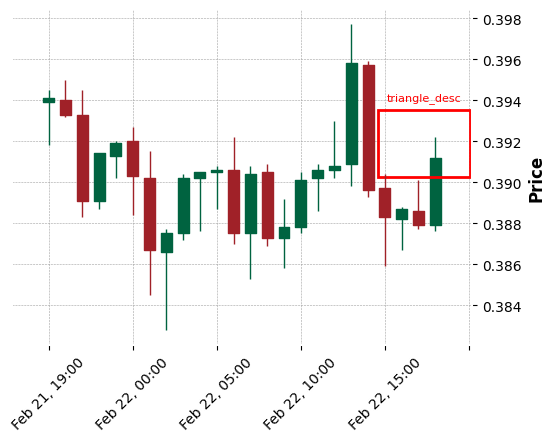 0.398
0.396
triangle_desc
0.394
0.392
0.390
0.388
0.386
0.384
Price
Feb 21, 19:00
Feb 22, 00:00
Feb 22, 05:00
Feb 22, 10:00
Feb 22, 15:00